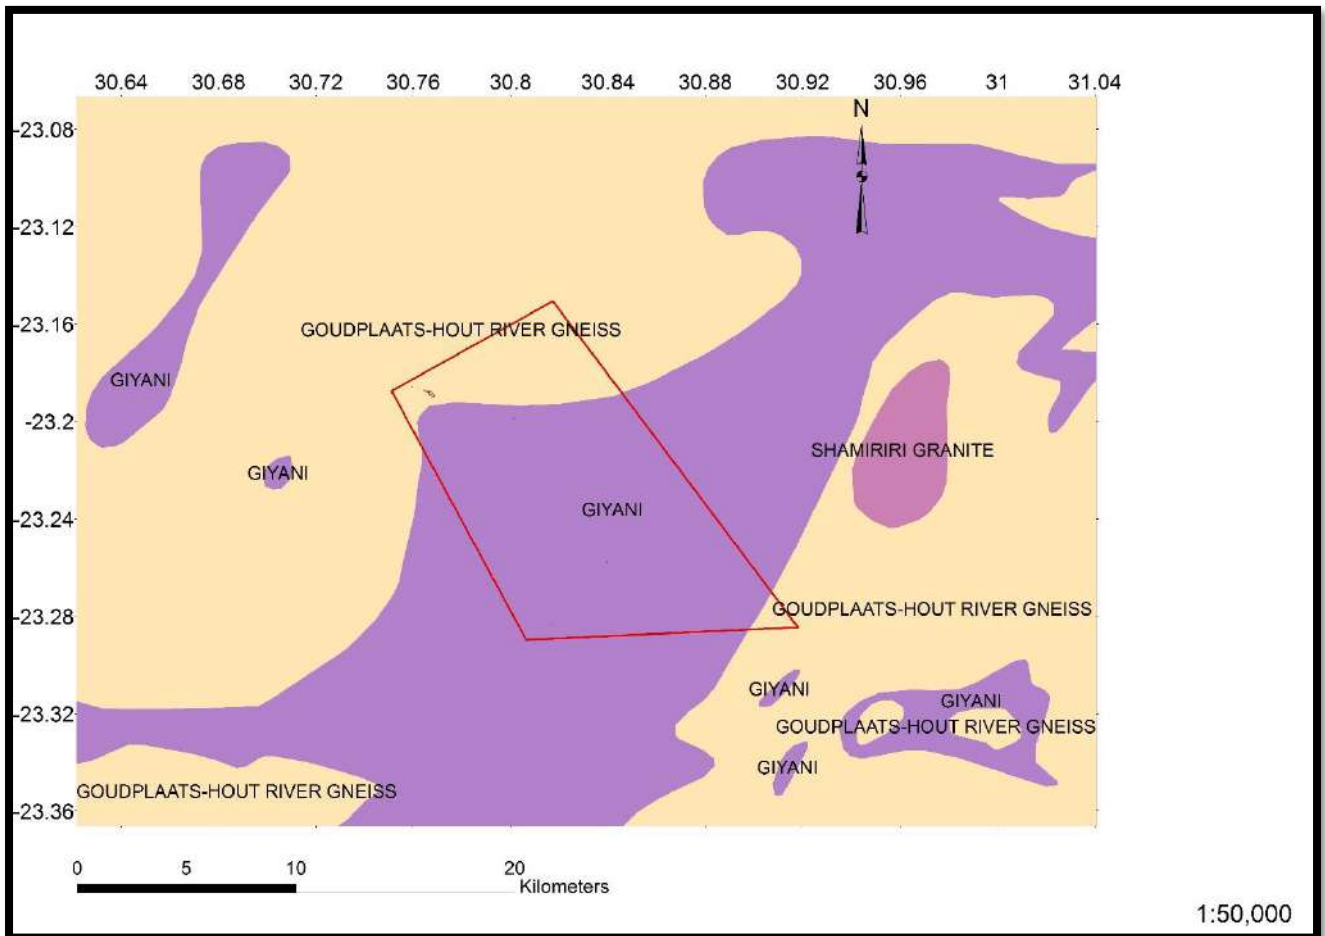 30.64 30.68 30.72 30.76 30.8 30.84 30.88 30.92 30.96 31 31.04
N
-23.08
-23.12
-23.16
GOUDPLAATS-HOUT RIVER GNEISS
GIYANI
-23.2
SHAMIRIRI GRANITE
GIYANI
GIYANI
-23.24
GOUDPLAATS-HOUT RIVER GNEISS
-23.28
GIYANI
GIYANI
-23.32
GOUDPLAATS-HOUT RIVER GNEISS
GIYANI
GOUDPLAATS-HOUT RIVER GNEISS
-23.36
0 5 10 20
Kilometers
1:50,000